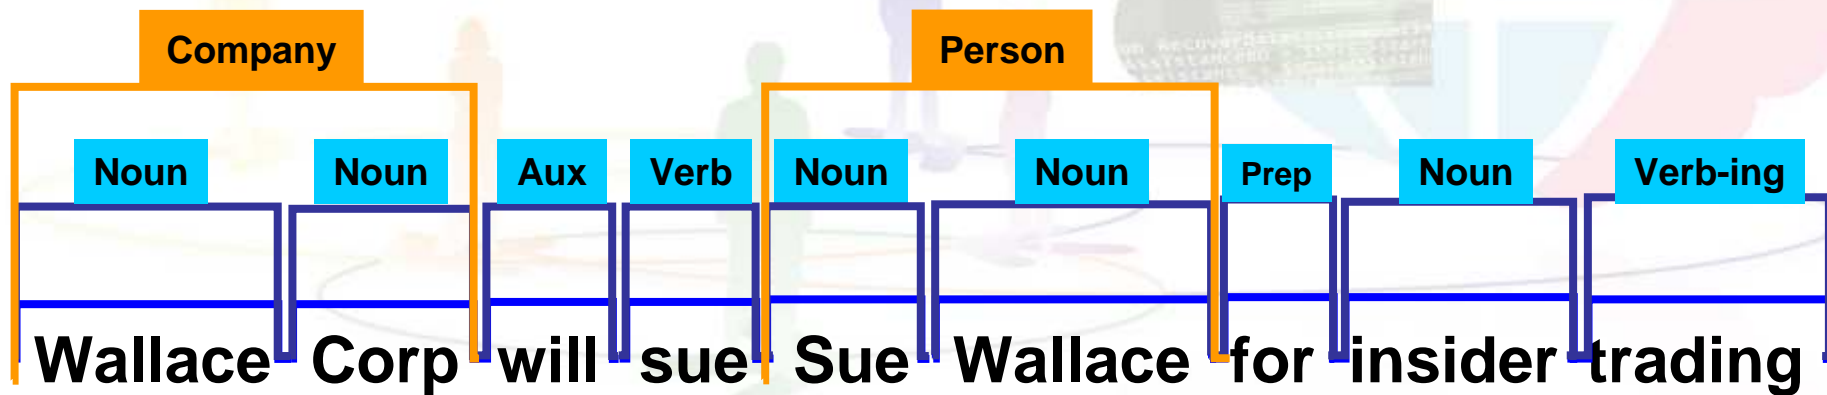 Company Person
Noun Noun Aux Verb Noun Noun Prep Noun Verb-ing
Wallace Corp will sue Sue Wallace for insider trading